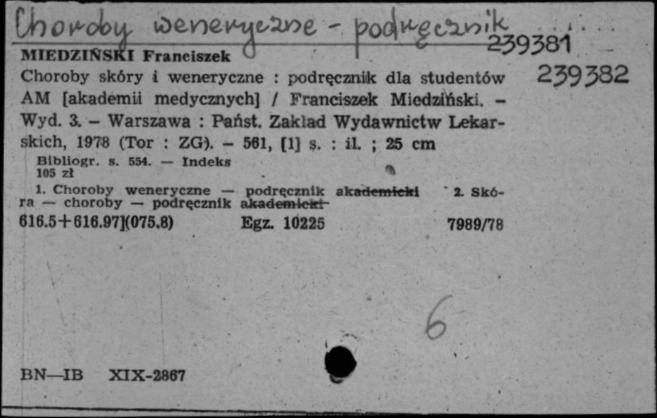 Choroby weneryczne - podręcznik
239381
MIEDZIŃSKI Franciszek
Choroby skóry i weneryczne : podręcznik dla studentów
239382
AM [akademii medycznych] / Franciszek Miedziński. –
Wyd. 3. – Warszawa : Państ. Zakład Wydawnictw Lekar-
skich, 1978 (Tor : ZG). – 561, [1] s. : il. ; 25 cm
Bibliogr. s. 554. — Indeks
105 zł
1. Choroby weneryczne — podręcznik akademicki 2. Skó-
ra — choroby — podręcznik akademicki
616.5+616.97](075.8) Egz. 10225 7989/78
6
BN—IB XIX-2867